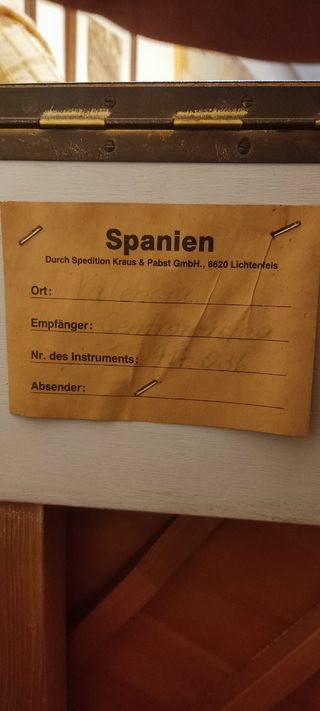 Spanien
Durch Spedition Kraus & Pabst GmbH., 8620 Lichtenfels
Ort:
Empfänger:
Nr. des Instruments:
Absender: